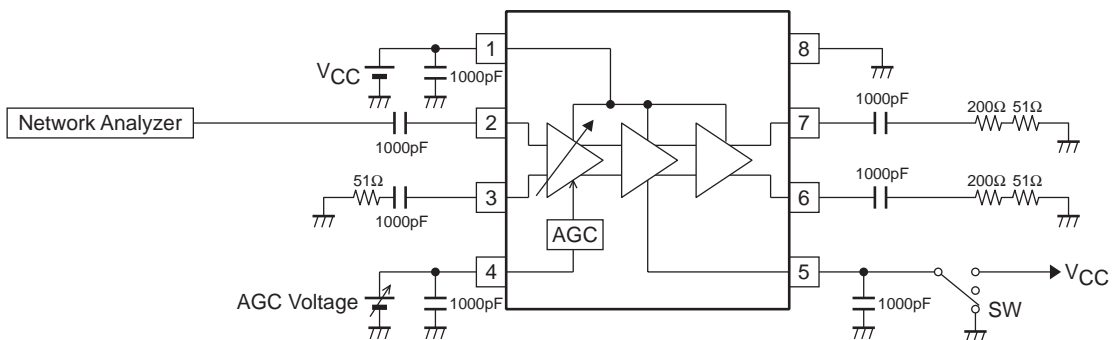 1
8
VCC
1000pF
1000pF
200Ω 51Ω
Network Analyzer
2
7
1000pF
51Ω
3
1000pF
1000pF
200Ω 51Ω
6
AGC
4
5
VCC
AGC Voltage
1000pF
1000pF
SW